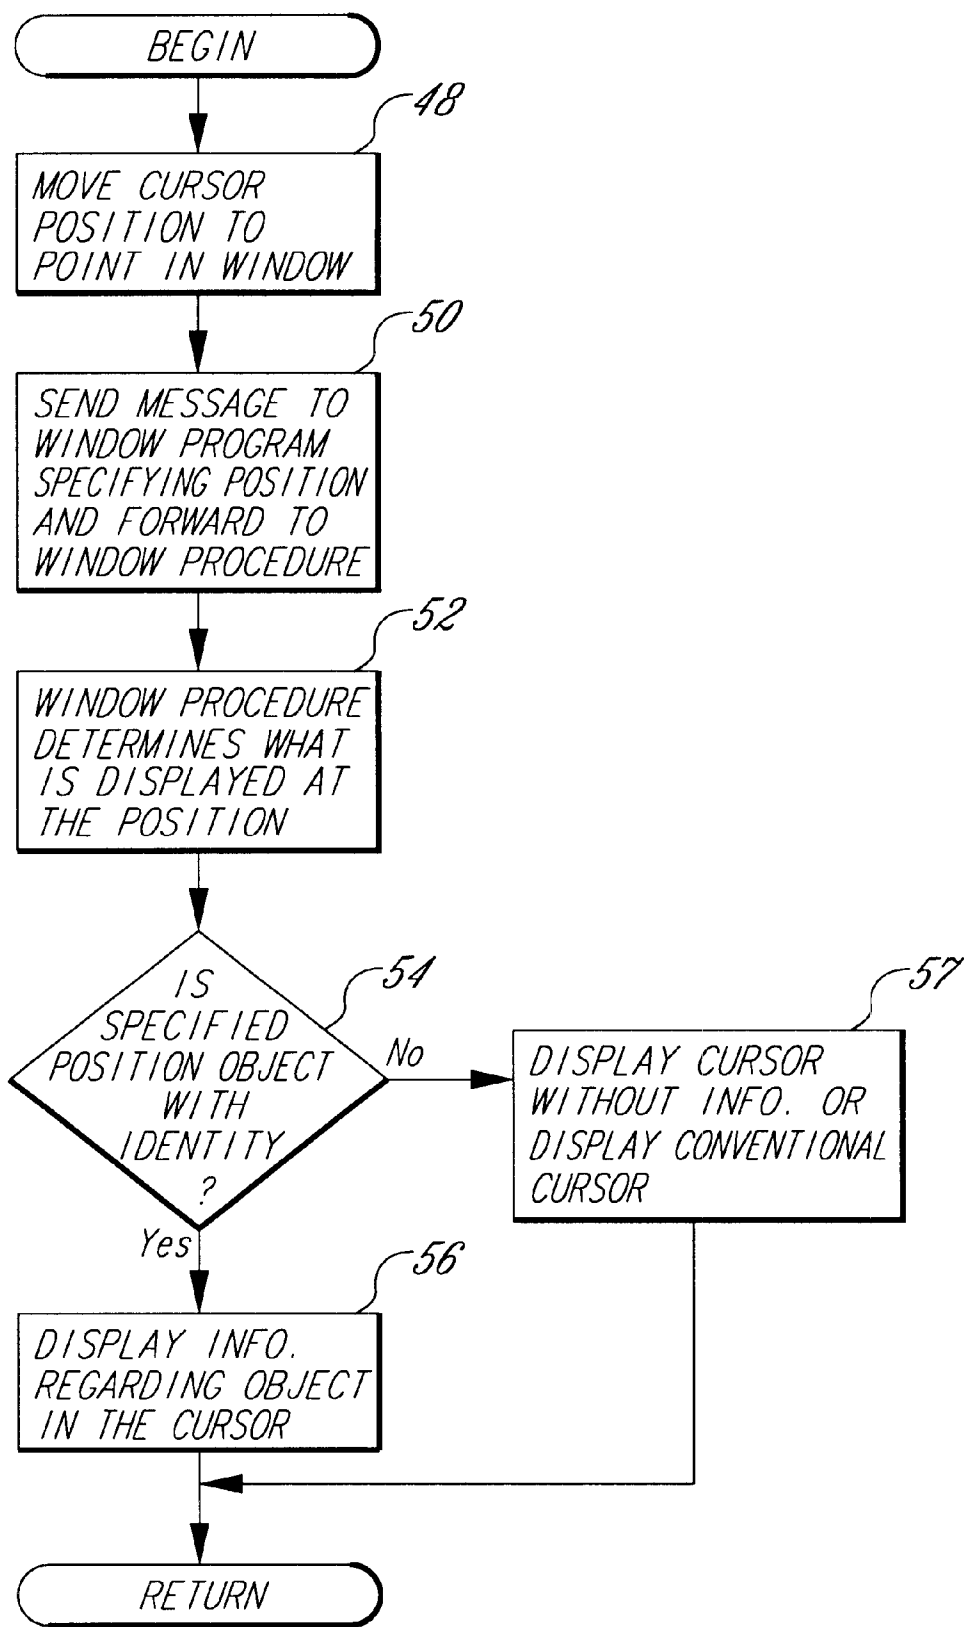 BEGIN
48
MOVE CURSOR
POSITION TO
POINT IN WINDOW
50
SEND MESSAGE TO
WINDOW PROGRAM
SPECIFYING POSITION
AND FORWARD TO
WINDOW PROCEDURE
52
WINDOW PROCEDURE
DETERMINES WHAT
IS DISPLAYED AT
THE POSITION
54
IS
SPECIFIED
POSITION OBJECT
WITH
IDENTITY
?
No
57
DISPLAY CURSOR
WITHOUT INFO. OR
DISPLAY CONVENTIONAL
CURSOR
Yes
56
DISPLAY INFO.
REGARDING OBJECT
IN THE CURSOR
RETURN